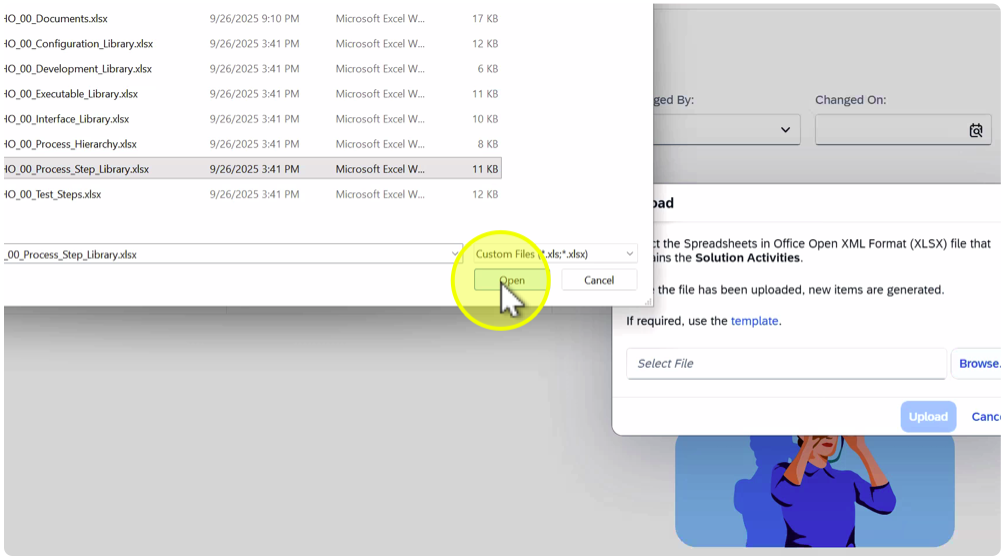 HO_00_Documents.xlsx 9/26/2025 9:10 PM Microsoft Excel W... 17 KB
HO_00_Configuration_Library.xlsx 9/26/2025 3:41 PM Microsoft Excel W... 12 KB
HO_00_Development_Library.xlsx 9/26/2025 3:41 PM Microsoft Excel W... 6 KB
HO_00_Executable_Library.xlsx 9/26/2025 3:41 PM Microsoft Excel W... 11 KB
HO_00_Interface_Library.xlsx 9/26/2025 3:41 PM Microsoft Excel W... 10 KB
HO_00_Process_Hierarchy.xlsx 9/26/2025 3:41 PM Microsoft Excel W... 8 KB
HO_00_Process_Step_Library.xlsx 9/26/2025 3:41 PM Microsoft Excel W... 11 KB
HO_00_Test_Steps.xlsx 9/26/2025 3:41 PM Microsoft Excel W... 12 KB
_00_Process_Step_Library.xlsx Custom Files (*.xls;*.xlsx)
Open Cancel
ged By: Changed On:
oad
ct the Spreadsheets in Office Open XML Format (XLSX) file that
ins the Solution Activities.
the file has been uploaded, new items are generated.
If required, use the template.
Select File Browse.
Upload Canc